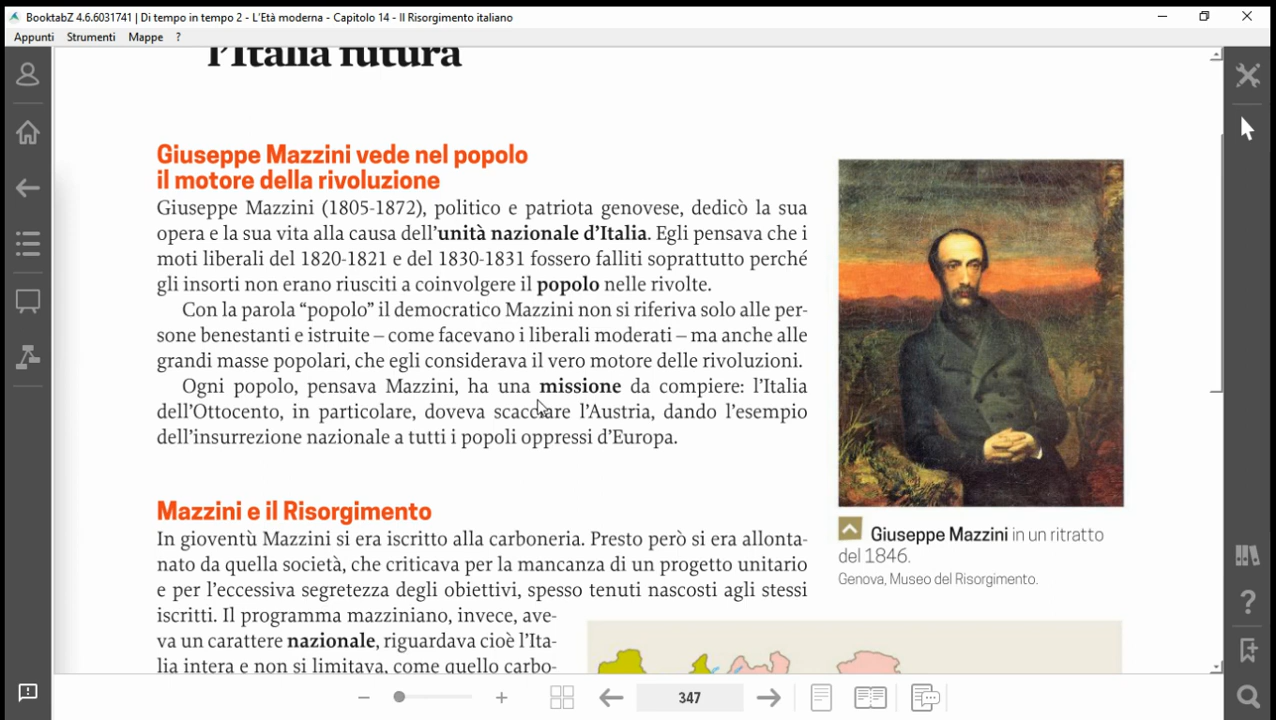 BooktabZ 4.6.6031741 | Di tempo in tempo 2 - L'Età moderna - Capitolo 14 - Il Risorgimento italiano
Appunti Strumenti Mappe ?
l'Italia futura
Giuseppe Mazzini vede nel popolo
il motore della rivoluzione
Giuseppe Mazzini (1805-1872), politico e patriota genovese, dedicò la sua
opera e la sua vita alla causa dell'unità nazionale d'Italia. Egli pensava che i
moti liberali del 1820-1821 e del 1830-1831 fossero falliti soprattutto perché
gli insorti non erano riusciti a coinvolgere il popolo nelle rivolte.
Con la parola “popolo” il democratico Mazzini non si riferiva solo alle per-
sone benestanti e istruite – come facevano i liberali moderati – ma anche alle
grandi masse popolari, che egli considerava il vero motore delle rivoluzioni.
Ogni popolo, pensava Mazzini, ha una missione da compiere: l'Italia
dell'Ottocento, in particolare, doveva scacciare l'Austria, dando l'esempio
dell'insurrezione nazionale a tutti i popoli oppressi d'Europa.
Mazzini e il Risorgimento
In gioventù Mazzini si era iscritto alla carboneria. Presto però si era allonta-
nato da quella società, che criticava per la mancanza di un progetto unitario
e per l'eccessiva segretezza degli obiettivi, spesso tenuti nascosti agli stessi
iscritti. Il programma mazziniano, invece, ave-
va un carattere nazionale, riguardava cioè l'Ita-
lia intera e non si limitava, come quello carbo-
Giuseppe Mazzini in un ritratto
del 1846.
Genova, Museo del Risorgimento.
347